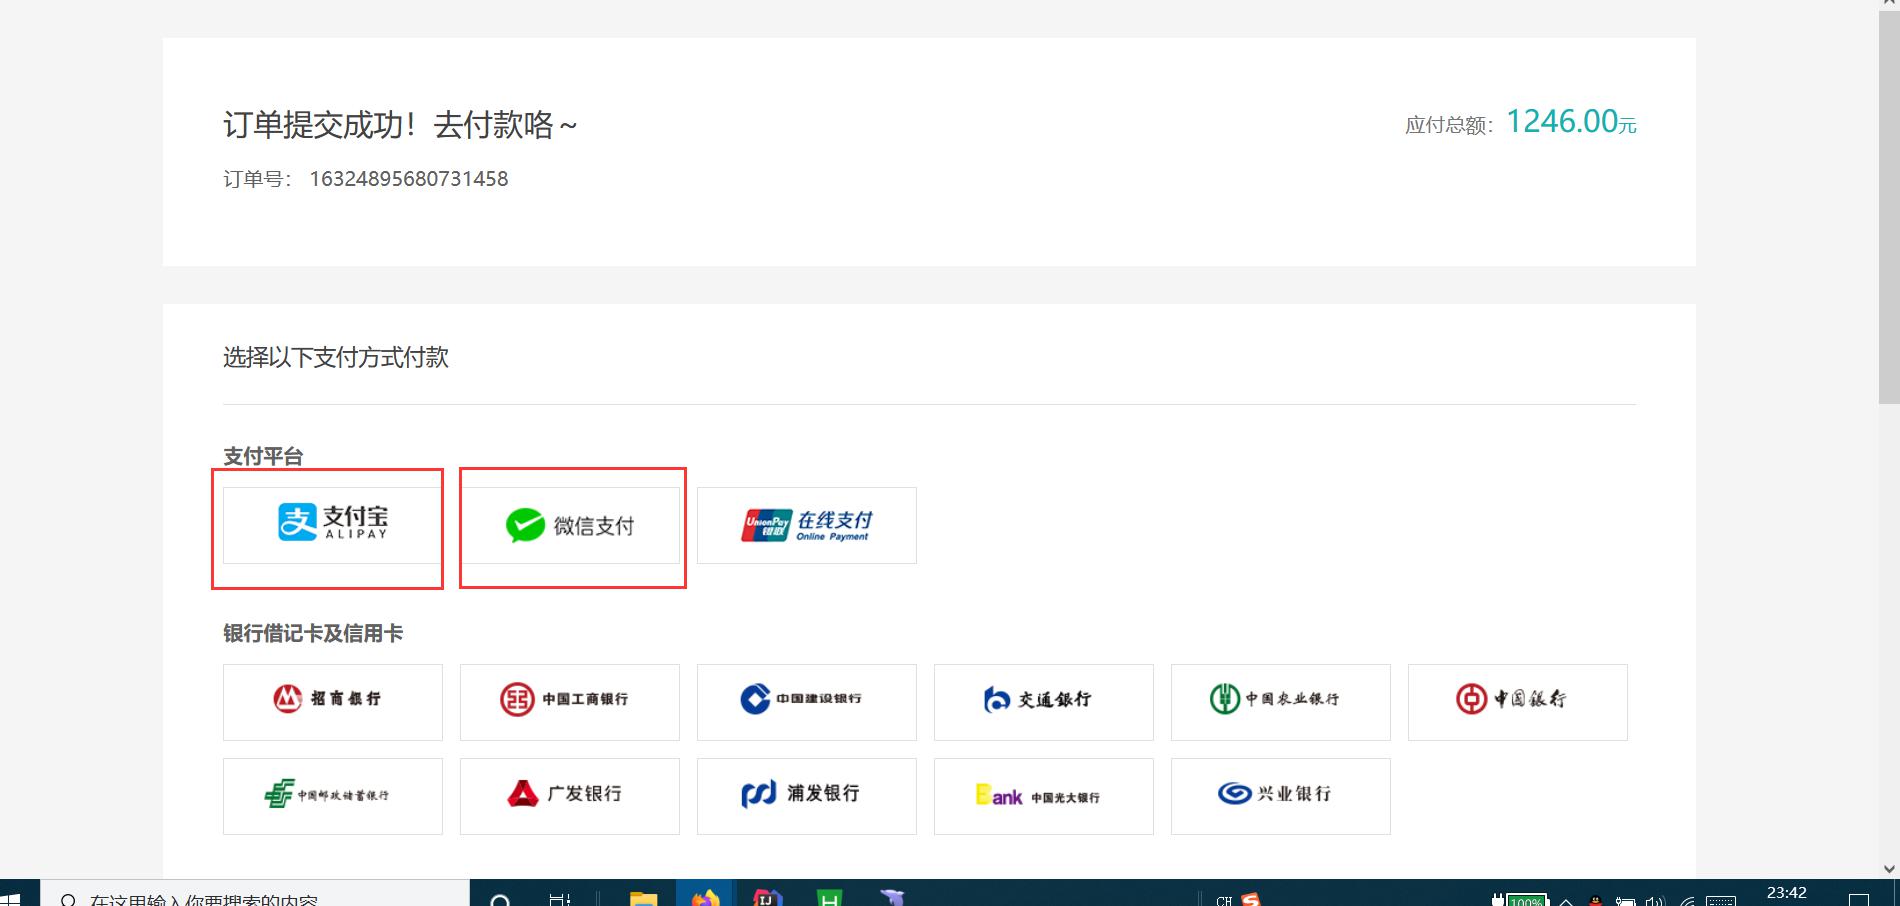 订单提交成功！去付款咯～
应付总额：1246.00元
订单号： 16324895680731458
选择以下支付方式付款
支付平台
支付宝
ALIPAY
微信支付
UnionPay
银联
在线支付
Online Payment
银行借记卡及信用卡
招商银行
中国工商银行
中国建设银行
交通银行
中国农业银行
中国银行
中国邮政储蓄银行
广发银行
浦发银行
Bank 中国光大银行
兴业银行
在这里输入你要搜索的内容
IJ
H
CH
S
100%
23:42